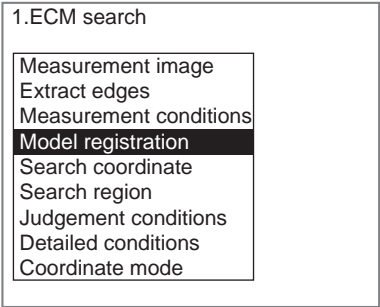 1.ECM search
Measurement image
Extract edges
Measurement conditions
Model registration
Search coordinate
Search region
Judgement conditions
Detailed conditions
Coordinate mode